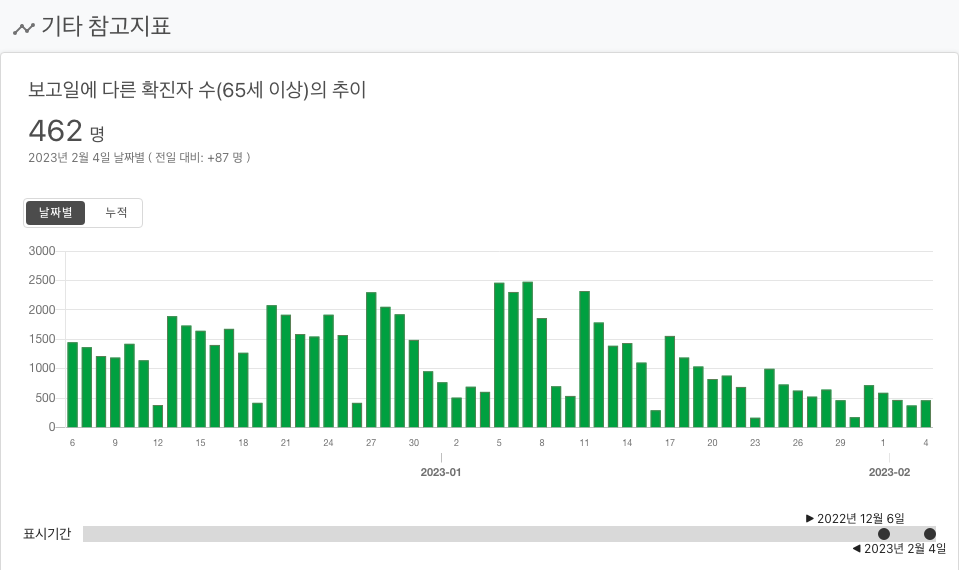 기타 참고지표
보고일에 다른 확진자 수(65세 이상)의 추이
462 명
2023년 2월 4일 날짜별 ( 전일 대비: +87 명 )
날짜별 누적
3000
2500
2000
1500
1000
500
0
6 9 12 15 18 21 24 27 30 2 5 8 11 14 17 20 23 26 29 1 4
2023-01 2023-02
▶ 2022년 12월 6일
표시기간
◀ 2023년 2월 4일